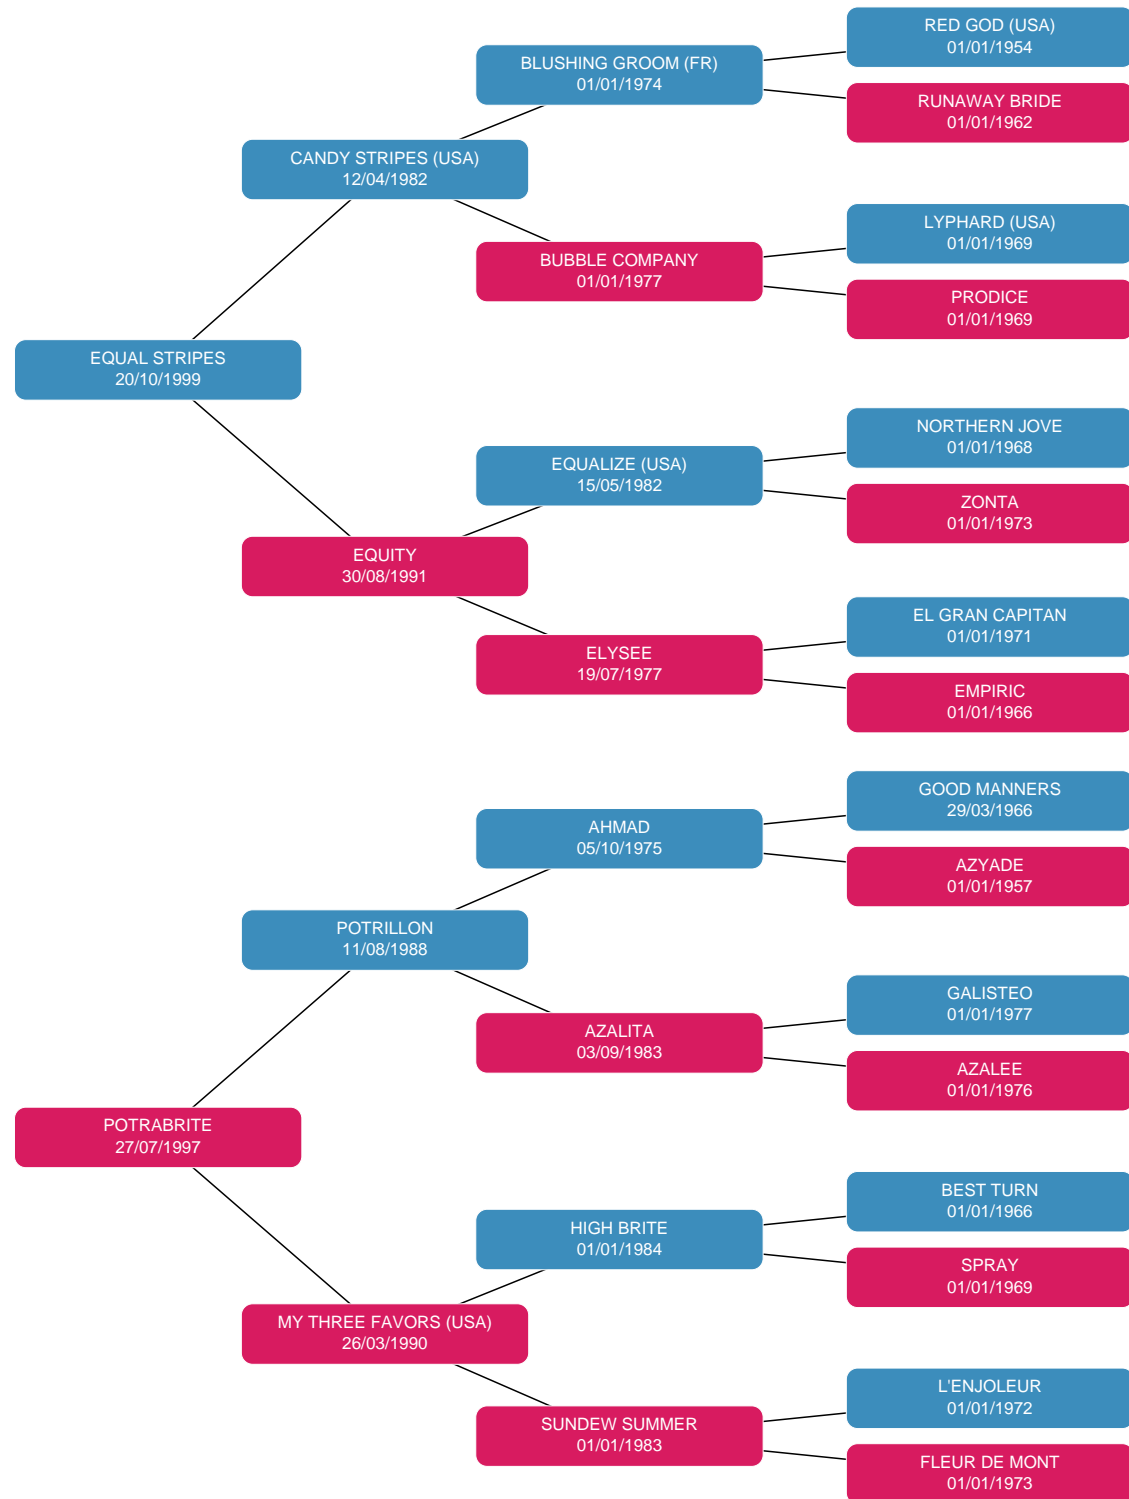 RED GOD (USA)
01/01/1954
BLUSHING GROOM (FR)
01/01/1974
RUNAWAY BRIDE
01/01/1962
CANDY STRIPES (USA)
12/04/1982
LYPHARD (USA)
01/01/1969
BUBBLE COMPANY
01/01/1977
PRODICE
01/01/1969
EQUAL STRIPES
20/10/1999
NORTHERN JOVE
01/01/1968
EQUALIZE (USA)
15/05/1982
ZONTA
01/01/1973
EQUITY
30/08/1991
EL GRAN CAPITAN
01/01/1971
ELYSEE
19/07/1977
EMPIRIC
01/01/1966
GOOD MANNERS
29/03/1966
AHMAD
05/10/1975
AZYADE
01/01/1957
POTRILLON
11/08/1988
GALISTEO
01/01/1977
AZALITA
03/09/1983
AZALEE
01/01/1976
POTRABRITE
27/07/1997
BEST TURN
01/01/1966
HIGH BRITE
01/01/1984
SPRAY
01/01/1969
MY THREE FAVORS (USA)
26/03/1990
L'ENJOLEUR
01/01/1972
SUNDEW SUMMER
01/01/1983
FLEUR DE MONT
01/01/1973